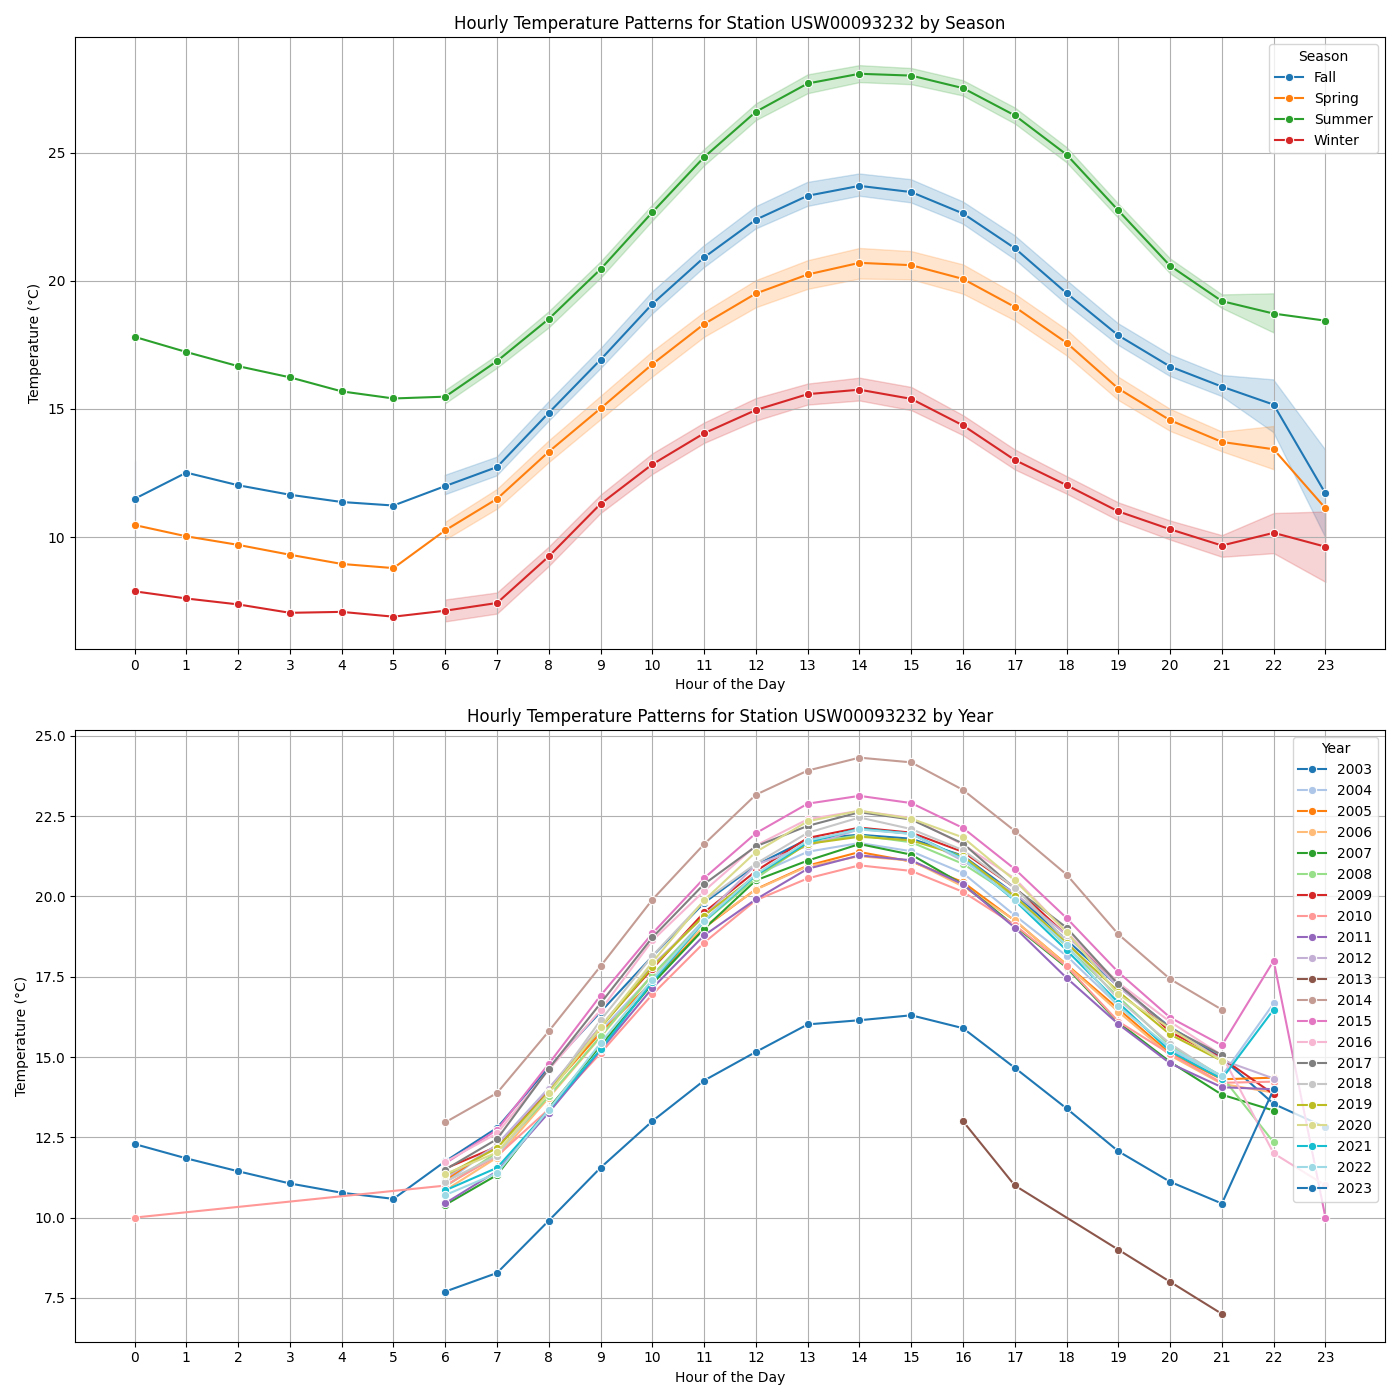 Hourly Temperature Patterns for Station USW00093232 by Season
Temperature (°C)
25
20
15
10
Season
Fall
Spring
Summer
Winter
0 1 2 3 4 5 6 7 8 9 10 11 12 13 14 15 16 17 18 19 20 21 22 23
Hour of the Day
Hourly Temperature Patterns for Station USW00093232 by Year
Temperature (°C)
25.0
22.5
20.0
17.5
15.0
12.5
10.0
7.5
Year
2003
2004
2005
2006
2007
2008
2009
2010
2011
2012
2013
2014
2015
2016
2017
2018
2019
2020
2021
2022
2023
0 1 2 3 4 5 6 7 8 9 10 11 12 13 14 15 16 17 18 19 20 21 22 23
Hour of the Day